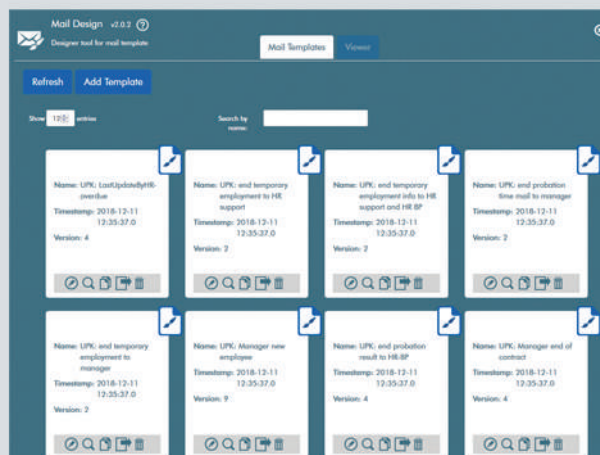 Mail Design v2.0.2 ?
Designer tool for mail template
Mail Templates Viewer
Refresh Add Template
Show 12 entries Search by
name:
Name: UPK: LastUpdateByHR-
overdue
Timestamp: 2018-12-11
12:35:37.0
Version: 4
Name: UPK: end temporary
employment to HR
support
Timestamp: 2018-12-11
12:35:37.0
Version: 2
Name: UPK: end temporary
employment info to HR
support and HR BP
Timestamp: 2018-12-11
12:35:37.0
Version: 2
Name: UPK: end probation
time mail to manager
Timestamp: 2018-12-11
12:35:37.0
Version: 2
Name: UPK: end temporary
employment to
manager
Timestamp: 2018-12-11
12:35:37.0
Version: 2
Name: UPK: Manager new
employee
Timestamp: 2018-12-11
12:35:37.0
Version: 9
Name: UPK: end probation
result to HR-BP
Timestamp: 2018-12-11
12:35:37.0
Version: 4
Name: UPK: Manager end of
contract
Timestamp: 2018-12-11
12:35:37.0
Version: 4